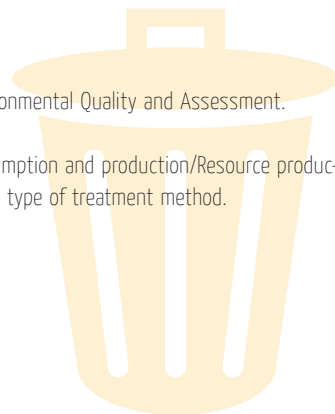 onmental Quality and Assessment.
mption and production/Resource produc-
type of treatment method.